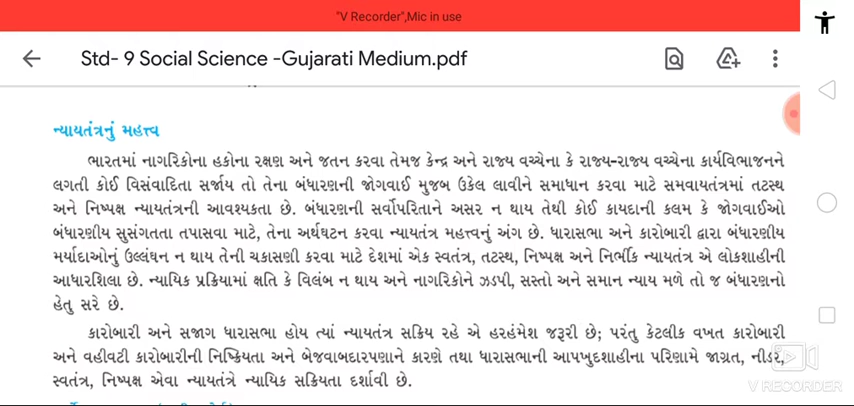 "V Recorder",Mic in use
Std- 9 Social Science -Gujarati Medium.pdf
ન્યાયતંત્રનું મહત્ત્વ
ભારતમાં નાગરિકોના હકોના રક્ષણ અને જતન કરવા તેમજ કેન્દ્ર અને રાજ્ય વચ્ચેના કે રાજ્ય-રાજ્ય વચ્ચેના કાર્યવિભાજનને
લગતી કોઈ વિસંવાદિતા સર્જાય તો તેના બંધારણની જોગવાઈ મુજબ ઉકેલ લાવીને સમાધાન કરવા માટે સમવાયતંત્રમાં તટસ્થ
અને નિષ્પક્ષ ન્યાયતંત્રની આવશ્યકતા છે. બંધારણની સર્વોપરિતાને અસર ન થાય તેથી કોઈ કાયદાની કલમ કે જોગવાઈઓ
બંધારણીય સુસંગતતા તપાસવા માટે, તેના અર્થઘટન કરવા ન્યાયતંત્ર મહત્ત્વનું અંગ છે. ધારાસભા અને કારોબારી દ્વારા બંધારણીય
મર્યાદાઓનું ઉલ્લંઘન ન થાય તેની ચકાસણી કરવા માટે દેશમાં એક સ્વતંત્ર, તટસ્થ, નિષ્પક્ષ અને નિર્ભીક ન્યાયતંત્ર એ લોકશાહીની
આધારશિલા છે. ન્યાયિક પ્રક્રિયામાં ક્ષતિ કે વિલંબ ન થાય અને નાગરિકોને ઝડપી, સસ્તો અને સમાન ન્યાય મળે તો જ બંધારણનો
હેતુ સરે છે.
કારોબારી અને સજાગ ધારાસભા હોય ત્યાં ન્યાયતંત્ર સક્રિય રહે એ હરહંમેશ જરૂરી છે; પરંતુ કેટલીક વખત કારોબારી
અને વહીવટી કારોબારીની નિષ્ક્રિયતા અને બેજવાબદારપણાને કારણે તથા ધારાસભાની આપખુદશાહીના પરિણામે જાગ્રત, નીડર,
સ્વતંત્ર, નિષ્પક્ષ એવા ન્યાયતંત્રે ન્યાયિક સક્રિયતા દર્શાવી છે.
V RECORDER